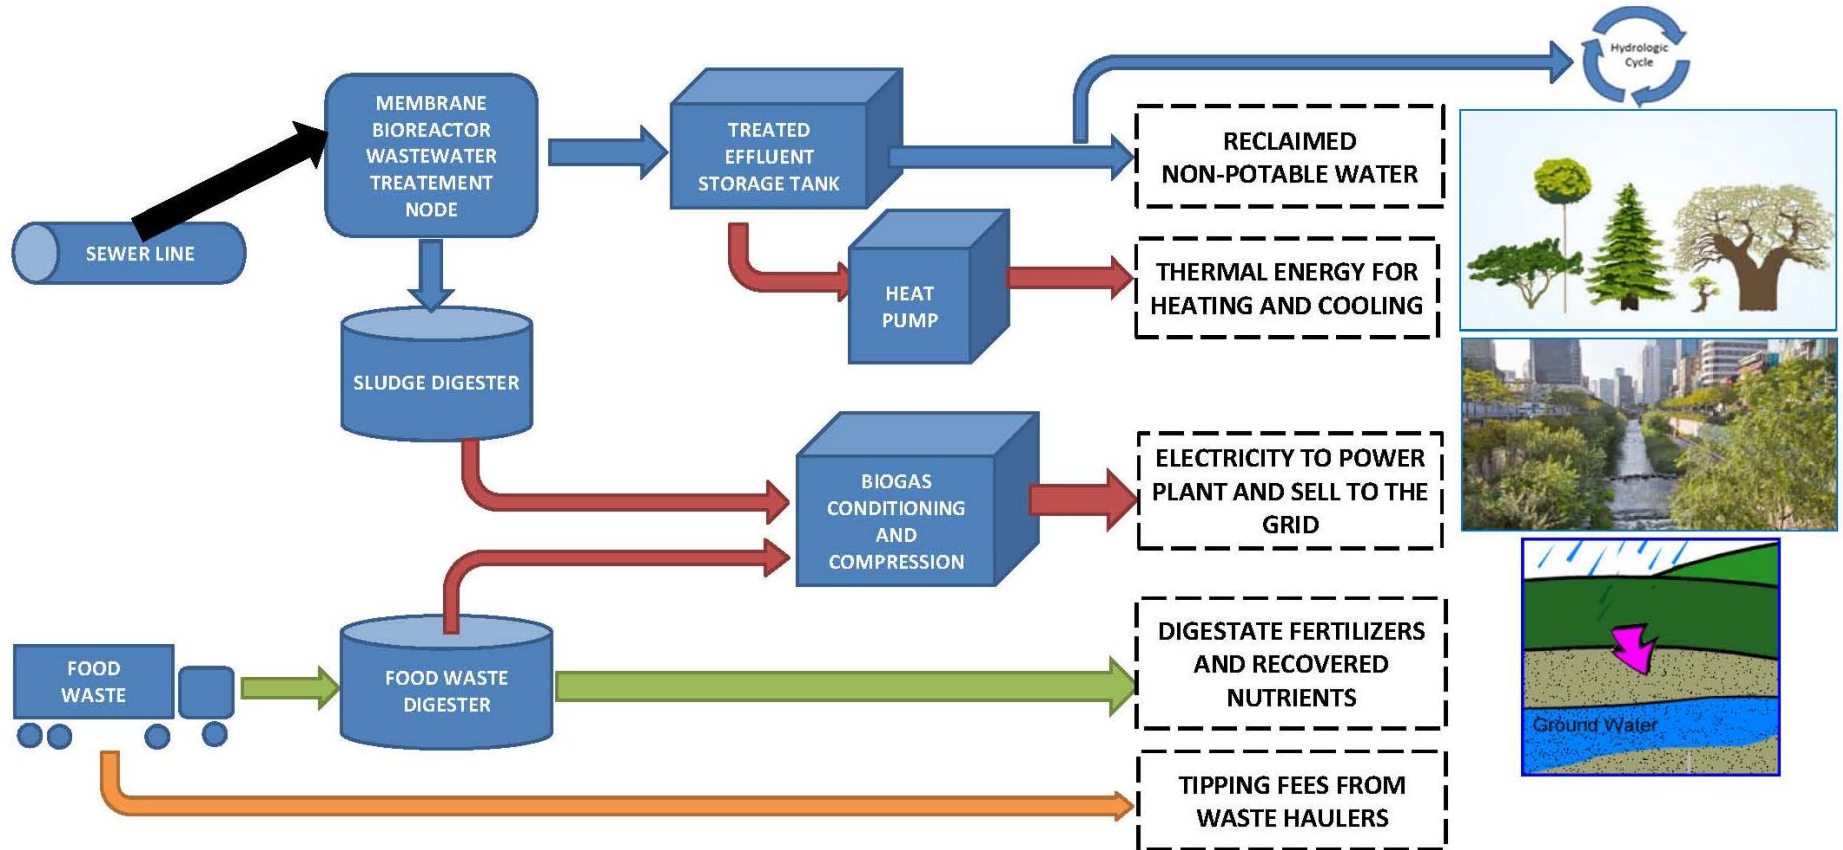 Hydrologic
Cycle
MEMBRANE
BIOREACTOR
WASTEWATER
TREATEMENT
NODE
TREATED
EFFLUENT
STORAGE TANK
RECLAIMED
NON-POTABLE WATER
SEWER LINE
HEAT
PUMP
THERMAL ENERGY FOR
HEATING AND COOLING
SLUDGE DIGESTER
BIOGAS
CONDITIONING
AND
COMPRESSION
ELECTRICITY TO POWER
PLANT AND SELL TO THE
GRID
FOOD
WASTE
FOOD WASTE
DIGESTER
DIGESTATE FERTILIZERS
AND RECOVERED
NUTRIENTS
Ground Water
TIPPING FEES FROM
WASTE HAULERS